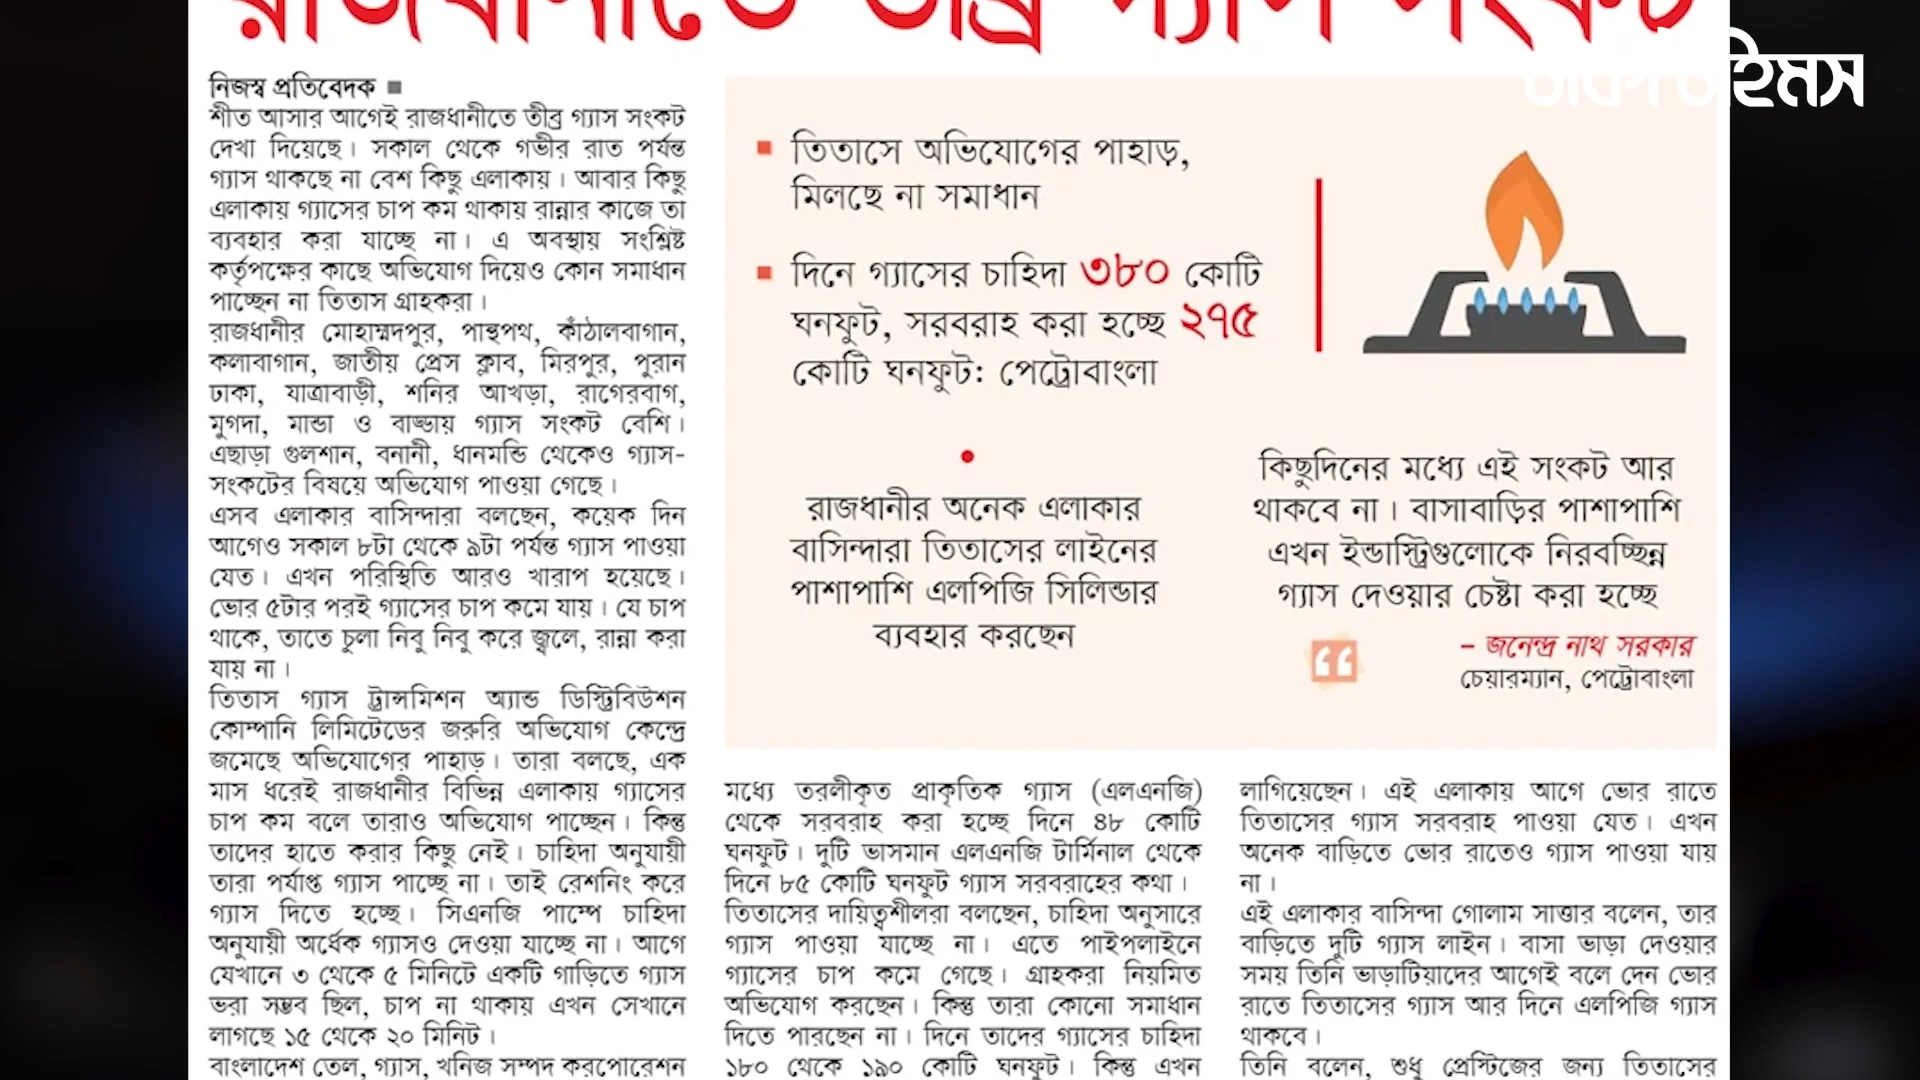 রাজধানীতে তীব্র গ্যাস সংকট
ঢাকা টাইমস
নিজস্ব প্রতিবেদক
শীত আসার আগেই রাজধানীতে তীব্র গ্যাস সংকট
দেখা দিয়েছে। সকাল থেকে গভীর রাত পর্যন্ত
গ্যাস থাকছে না বেশ কিছু এলাকায়। আবার কিছু
এলাকায় গ্যাসের চাপ কম থাকায় রান্নার কাজে তা
ব্যবহার করা যাচ্ছে না। এ অবস্থায় সংশ্লিষ্ট
কর্তৃপক্ষের কাছে অভিযোগ দিয়েও কোন সমাধান
পাচ্ছেন না তিতাস গ্রাহকরা।
রাজধানীর মোহাম্মদপুর, পান্থপথ, কাঁঠালবাগান,
কলাবাগান, জাতীয় প্রেস ক্লাব, মিরপুর, পুরান
ঢাকা, যাত্রাবাড়ী, শনির আখড়া, রাগেরবাগ,
মুগদা, মান্ডা ও বাড্ডায় গ্যাস সংকট বেশি।
এছাড়া গুলশান, বনানী, ধানমন্ডি থেকেও গ্যাস-
সংকটের বিষয়ে অভিযোগ পাওয়া গেছে।
এসব এলাকার বাসিন্দারা বলছেন, কয়েক দিন
আগেও সকাল ৮টা থেকে ৯টা পর্যন্ত গ্যাস পাওয়া
যেত। এখন পরিস্থিতি আরও খারাপ হয়েছে।
ভোর ৫টার পরই গ্যাসের চাপ কমে যায়। যে চাপ
থাকে, তাতে চুলা নিবু নিবু করে জ্বলে, রান্না করা
যায় না।
তিতাস গ্যাস ট্রান্সমিশন অ্যান্ড ডিস্ট্রিবিউশন
কোম্পানি লিমিটেডের জরুরি অভিযোগ কেন্দ্রে
জমেছে অভিযোগের পাহাড়। তারা বলছে, এক
মাস ধরেই রাজধানীর বিভিন্ন এলাকায় গ্যাসের
চাপ কম বলে তারাও অভিযোগ পাচ্ছেন। কিন্তু
তাদের হাতে করার কিছু নেই। চাহিদা অনুযায়ী
তারা পর্যাপ্ত গ্যাস পাচ্ছে না। তাই রেশনিং করে
গ্যাস দিতে হচ্ছে। সিএনজি পাম্পে চাহিদা
অনুযায়ী অর্ধেক গ্যাসও দেওয়া যাচ্ছে না। আগে
যেখানে ৩ থেকে ৫ মিনিটে একটি গাড়িতে গ্যাস
ভরা সম্ভব ছিল, চাপ না থাকায় এখন সেখানে
লাগছে ১৫ থেকে ২০ মিনিট।
বাংলাদেশ তেল, গ্যাস, খনিজ সম্পদ করপোরেশন
তিতাসে অভিযোগের পাহাড়,
মিলছে না সমাধান
দিনে গ্যাসের চাহিদা ৩৮০ কোটি
ঘনফুট, সরবরাহ করা হচ্ছে ২৭৫
কোটি ঘনফুট: পেট্রোবাংলা
রাজধানীর অনেক এলাকার
বাসিন্দারা তিতাসের লাইনের
পাশাপাশি এলপিজি সিলিন্ডার
ব্যবহার করছেন
কিছুদিনের মধ্যে এই সংকট আর
থাকবে না। বাসাবাড়ির পাশাপাশি
এখন ইন্ডাস্ট্রিগুলোকে নিরবচ্ছিন্ন
গ্যাস দেওয়ার চেষ্টা করা হচ্ছে
– জনেন্দ্র নাথ সরকার
চেয়ারম্যান, পেট্রোবাংলা
মধ্যে তরলীকৃত প্রাকৃতিক গ্যাস (এলএনজি)
থেকে সরবরাহ করা হচ্ছে দিনে ৪৮ কোটি
ঘনফুট। দুটি ভাসমান এলএনজি টার্মিনাল থেকে
দিনে ৮৫ কোটি ঘনফুট গ্যাস সরবরাহের কথা।
তিতাসের দায়িত্বশীলরা বলছেন, চাহিদা অনুসারে
গ্যাস পাওয়া যাচ্ছে না। এতে পাইপলাইনে
গ্যাসের চাপ কমে গেছে। গ্রাহকরা নিয়মিত
অভিযোগ করছেন। কিন্তু তারা কোনো সমাধান
দিতে পারছেন না। দিনে তাদের গ্যাসের চাহিদা
১৮০ থেকে ১৯০ কোটি ঘনফুট। কিন্তু এখন
লাগিয়েছেন। এই এলাকায় আগে ভোর রাতে
তিতাসের গ্যাস সরবরাহ পাওয়া যেত। এখন
অনেক বাড়িতে ভোর রাতেও গ্যাস পাওয়া যায়
না।
এই এলাকার বাসিন্দা গোলাম সাত্তার বলেন, তার
বাড়িতে দুটি গ্যাস লাইন। বাসা ভাড়া দেওয়ার
সময় তিনি ভাড়াটিয়াদের আগেই বলে দেন ভোর
রাতে তিতাসের গ্যাস আর দিনে এলপিজি গ্যাস
থাকবে।
তিনি বলেন, শুধু প্রেস্টিজের জন্য তিতাসের